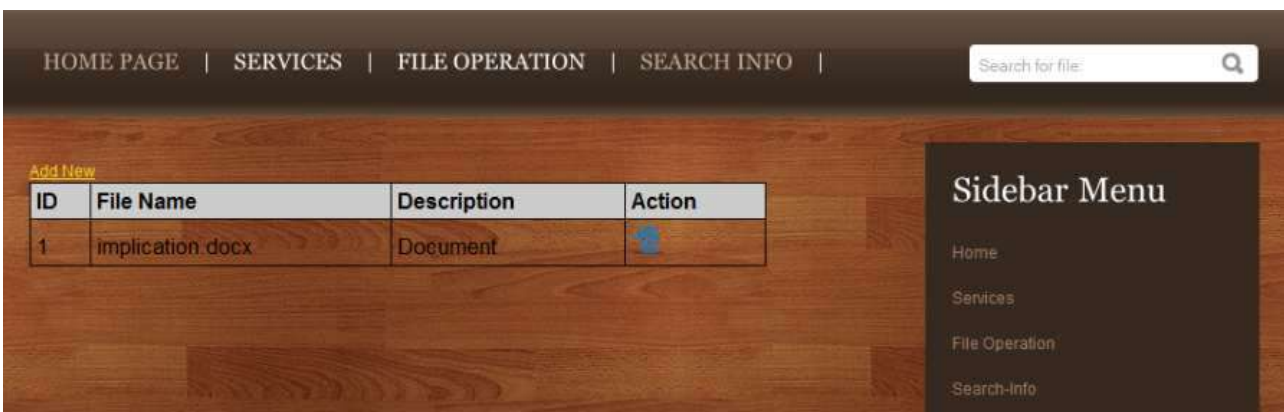 HOME PAGE | SERVICES | FILE OPERATION | SEARCH INFO |
Search for file:
Add New
ID File Name Description Action
1 implication.docx Document
Sidebar Menu
Home
Services
File Operation
Search-Info